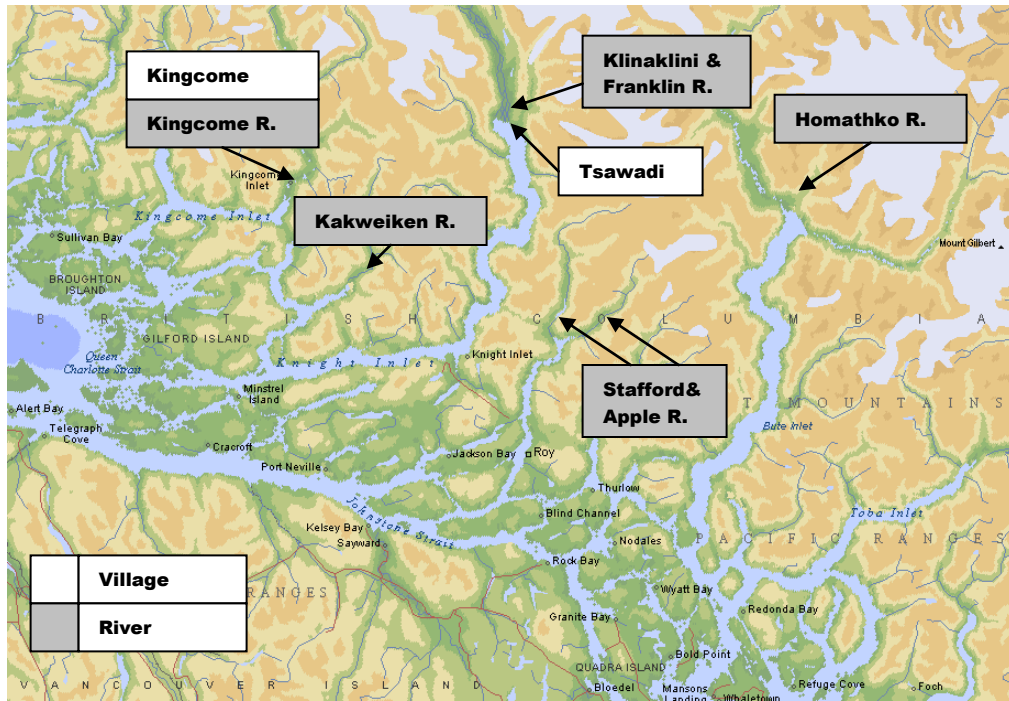 Kingcome
Kingcome R.
Klinaklini &
Franklin R.
Homathko R.
Tsawadi
Kakweiken R.
Kingcome
Inlet
Kingcome Inlet
Sullivan Bay
Mount Gilbert
BROUGHTON
ISLAND
BRITISH COLUMBIA
GILFORD ISLAND
Queen
Charlotte Strait
Knight Inlet
Knight Inlet
Minstrel
Island
Stafford&
Apple R.
T MOUNTAINS
Alert Bay
Telegraph
Cove
Bute Inlet
Cracroft
Jackson Bay
Roy
Port Neville
Thurlow
Toba Inlet
Johnstone Strait
Blind Channel
Kelsey Bay
Sayward
Nodales
PACIFIC RANGES
Rock Bay
Village
River
V
RANGES
Wyatt Bay
Redonda Bay
Granite Bay
Bold Point
QUADRA ISLAND
VANCOUVER ISLAND
Bloedel
Mansons
Landing
Whaletown
Refuge Cove
Foch